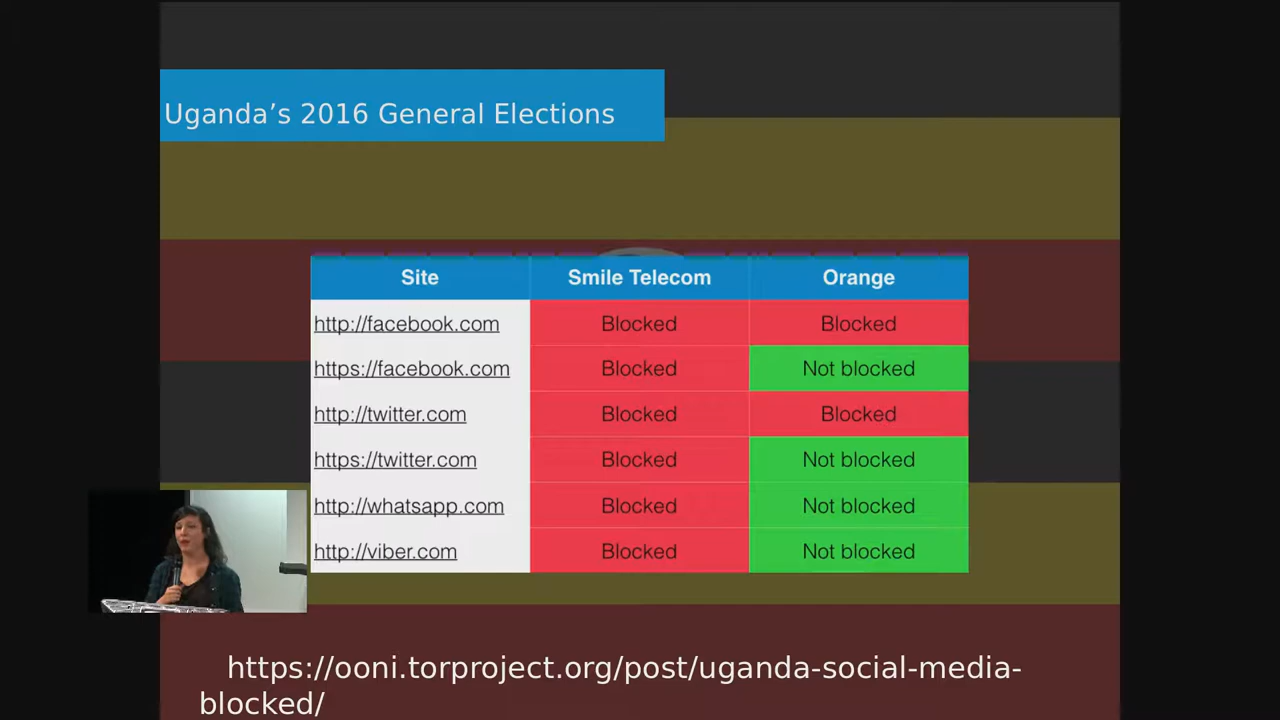 Uganda’s 2016 General Elections
Site Smile Telecom Orange
http://facebook.com Blocked Blocked
https://facebook.com Blocked Not blocked
http://twitter.com Blocked Blocked
https://twitter.com Blocked Not blocked
http://whatsapp.com Blocked Not blocked
http://viber.com Blocked Not blocked
https://ooni.torproject.org/post/uganda-social-media-
blocked/